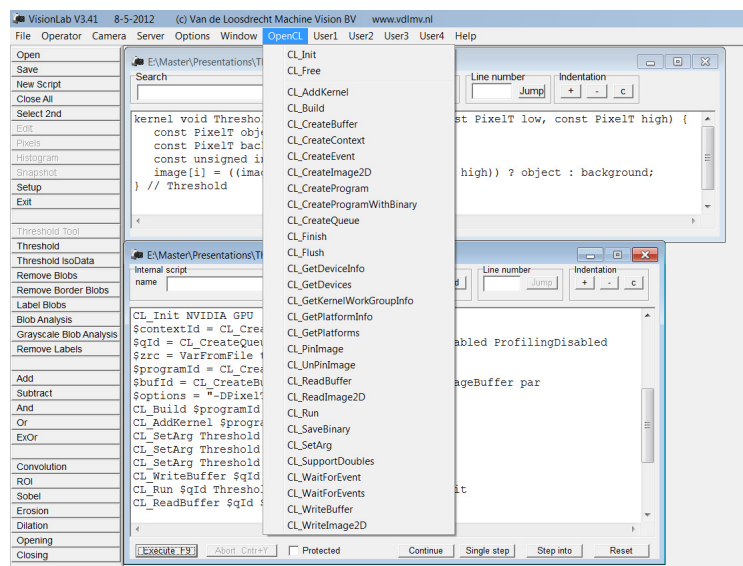 VisionLab V3.41 8-5-2012 (c) Van de Loosdrecht Machine Vision BV www.vdlmv.nl
File Operator Camera Server Options Window OpenCL User1 User2 User3 User4 Help
Open
Save
New Script
Close All
Select 2nd
Edit
Pixels
Histogram
Snapshot
Setup
Exit
Threshold Tool
Threshold
Threshold IsoData
Remove Blobs
Remove Border Blobs
Label Blobs
Blob Analysis
Grayscale Blob Analysis
Remove Labels
Add
Subtract
And
Or
ExOr
Convolution
ROI
Sobel
Erosion
Dilation
Opening
Closing
E:\Master\Presentations\Th
Search
Line number
Jump
Indentation
+ - c
kernel void Threshol st PixelT low, const PixelT high) {
const PixelT obje
const PixelT bac
const unsigned in
image[i] = ((imag high)) ? object : background;
} // Threshold
CL_Init
CL_Free
CL_AddKernel
CL_Build
CL_CreateBuffer
CL_CreateContext
CL_CreateEvent
CL_CreateImage2D
CL_CreateProgram
CL_CreateProgramWithBinary
CL_CreateQueue
CL_Finish
CL_Flush
CL_GetDeviceInfo
CL_GetDevices
CL_GetKernelWorkGroupInfo
CL_GetPlatformInfo
CL_GetPlatforms
CL_PinImage
CL_UnPinImage
CL_ReadBuffer
CL_ReadImage2D
CL_Run
CL_SaveBinary
CL_SetArg
CL_SupportDoubles
CL_WaitForEvent
CL_WaitForEvents
CL_WriteBuffer
CL_WriteImage2D
E:\Master\Presentations\Th
Internal script
name
d
Line number
Jump
Indentation
+ - c
CL_Init NVIDIA GPU
$contextId = CL_Crea
$qId = CL_CreateQueu abled ProfilingDisabled
$zrc = VarFromFile t
$programId = CL_Crea
$bufId = CL_CreateBu ageBuffer par
$options = "-DPixelT
CL_Build $programId
CL_AddKernel $progra
CL_SetArg Threshold
CL_SetArg Threshold
CL_SetArg Threshold
CL_WriteBuffer $qId
CL_Run $qId Threshol it
CL_ReadBuffer $qId $
Execute F9 Abort Cntr+Y Protected Continue Single step Step into Reset